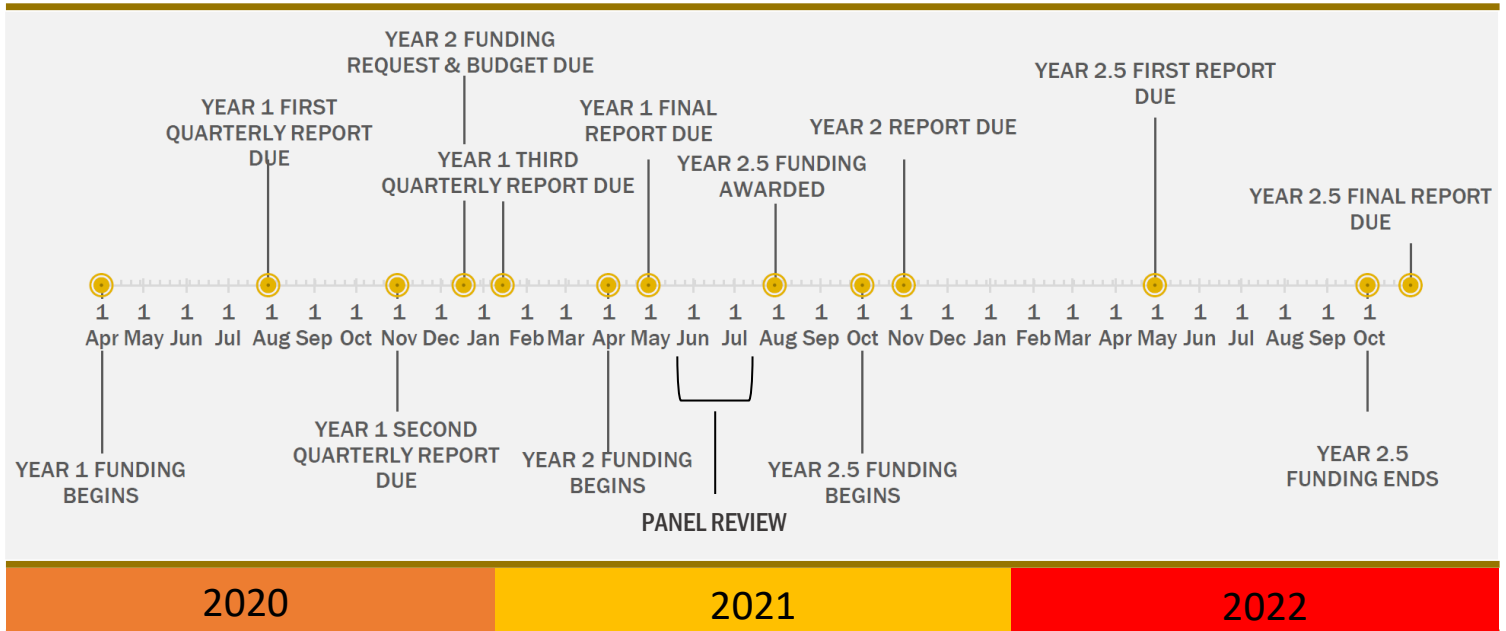 YEAR 2 FUNDING
REQUEST & BUDGET DUE
YEAR 2.5 FIRST REPORT
DUE
YEAR 1 FIRST
QUARTERLY REPORT
DUE
YEAR 1 FINAL
REPORT DUE
YEAR 2 REPORT DUE
YEAR 1 THIRD
QUARTERLY REPORT DUE
YEAR 2.5 FUNDING
AWARDED
YEAR 2.5 FINAL REPORT
DUE
1 1 1 1 1 1 1 1 1 1 1 1 1 1 1 1 1 1 1 1 1 1 1 1 1 1 1 1 1 1 1
Apr May Jun Jul Aug Sep Oct Nov Dec Jan Feb Mar Apr May Jun Jul Aug Sep Oct Nov Dec Jan Feb Mar Apr May Jun Jul Aug Sep Oct
YEAR 1 FUNDING
BEGINS
YEAR 1 SECOND
QUARTERLY REPORT
DUE
YEAR 2 FUNDING
BEGINS
PANEL REVIEW
YEAR 2.5 FUNDING
BEGINS
YEAR 2.5
FUNDING ENDS
2020 2021 2022